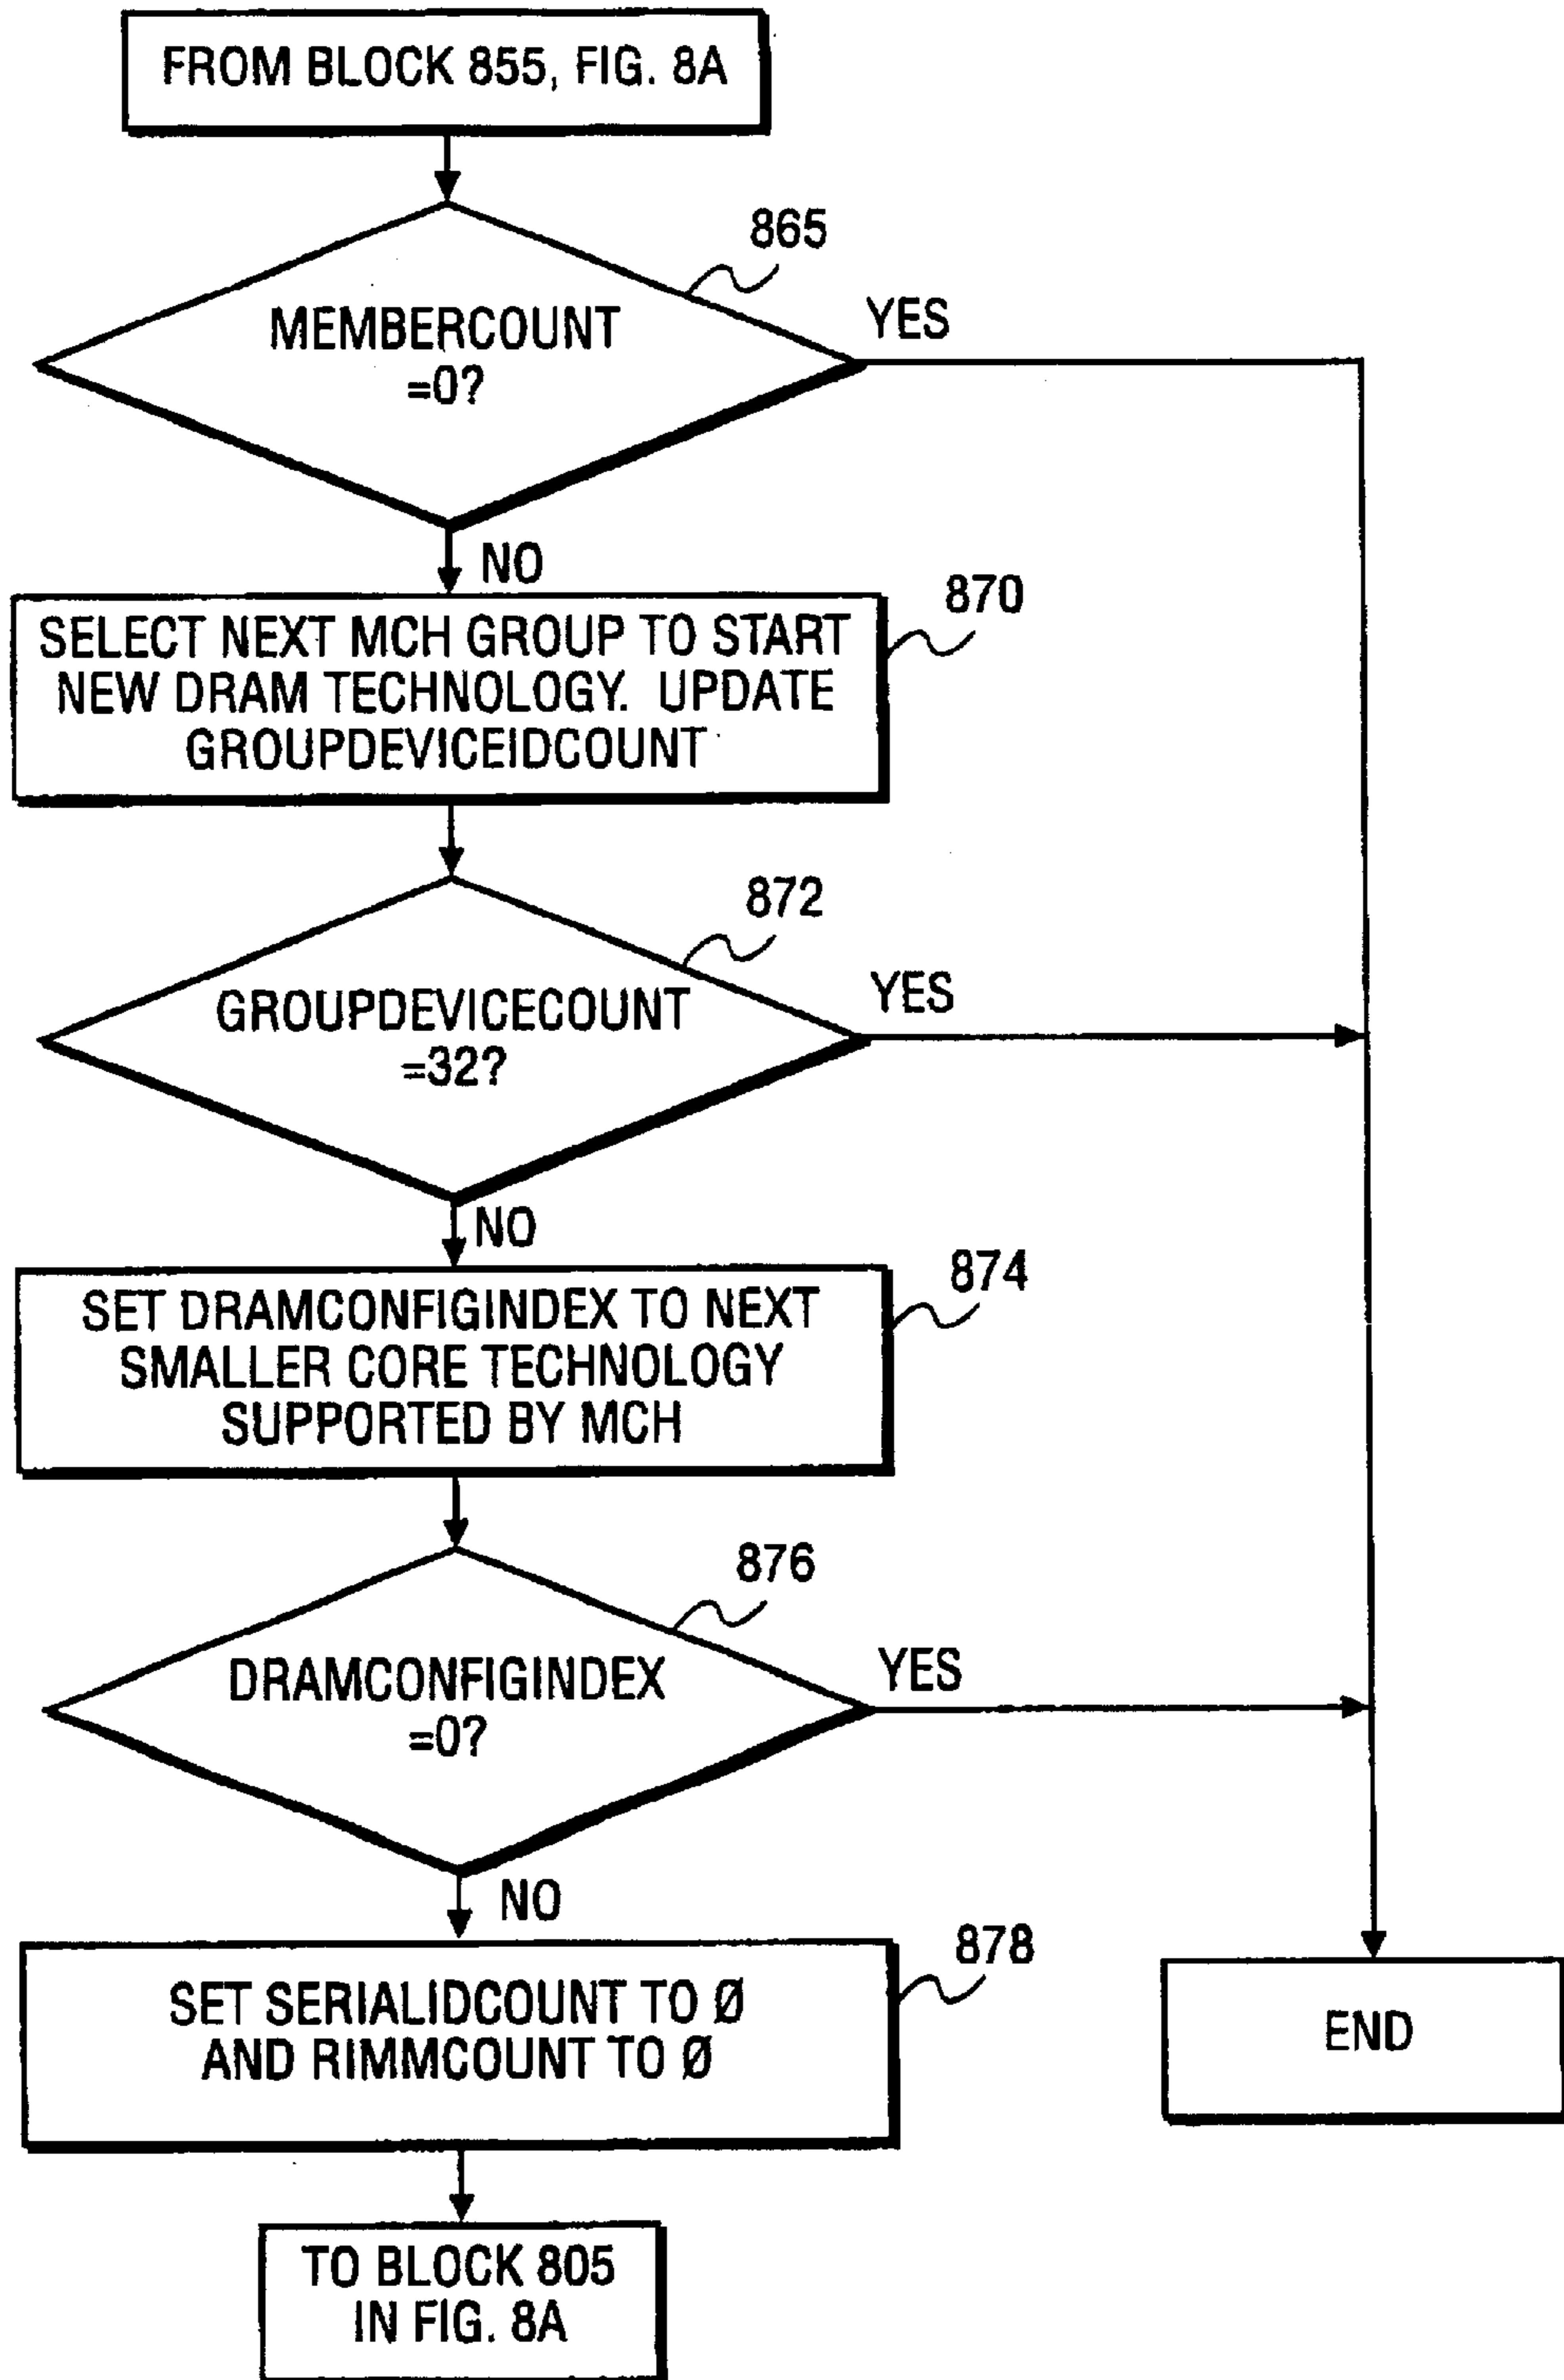 FROM BLOCK 855, FIG. 8A
865
MEMBERCOUNT
=0?
YES
NO
870
SELECT NEXT MCH GROUP TO START
NEW DRAM TECHNOLOGY. UPDATE
GROUPDEVICEIDCOUNT
872
GROUPDEVICECOUNT
=32?
YES
NO
874
SET DRAMCONFIGINDEX TO NEXT
SMALLER CORE TECHNOLOGY
SUPPORTED BY MCH
876
DRAMCONFIGINDEX
=0?
YES
NO
878
SET SERIALIDCOUNT TO Ø
AND RIMMCOUNT TO Ø
END
TO BLOCK 805
IN FIG. 8A